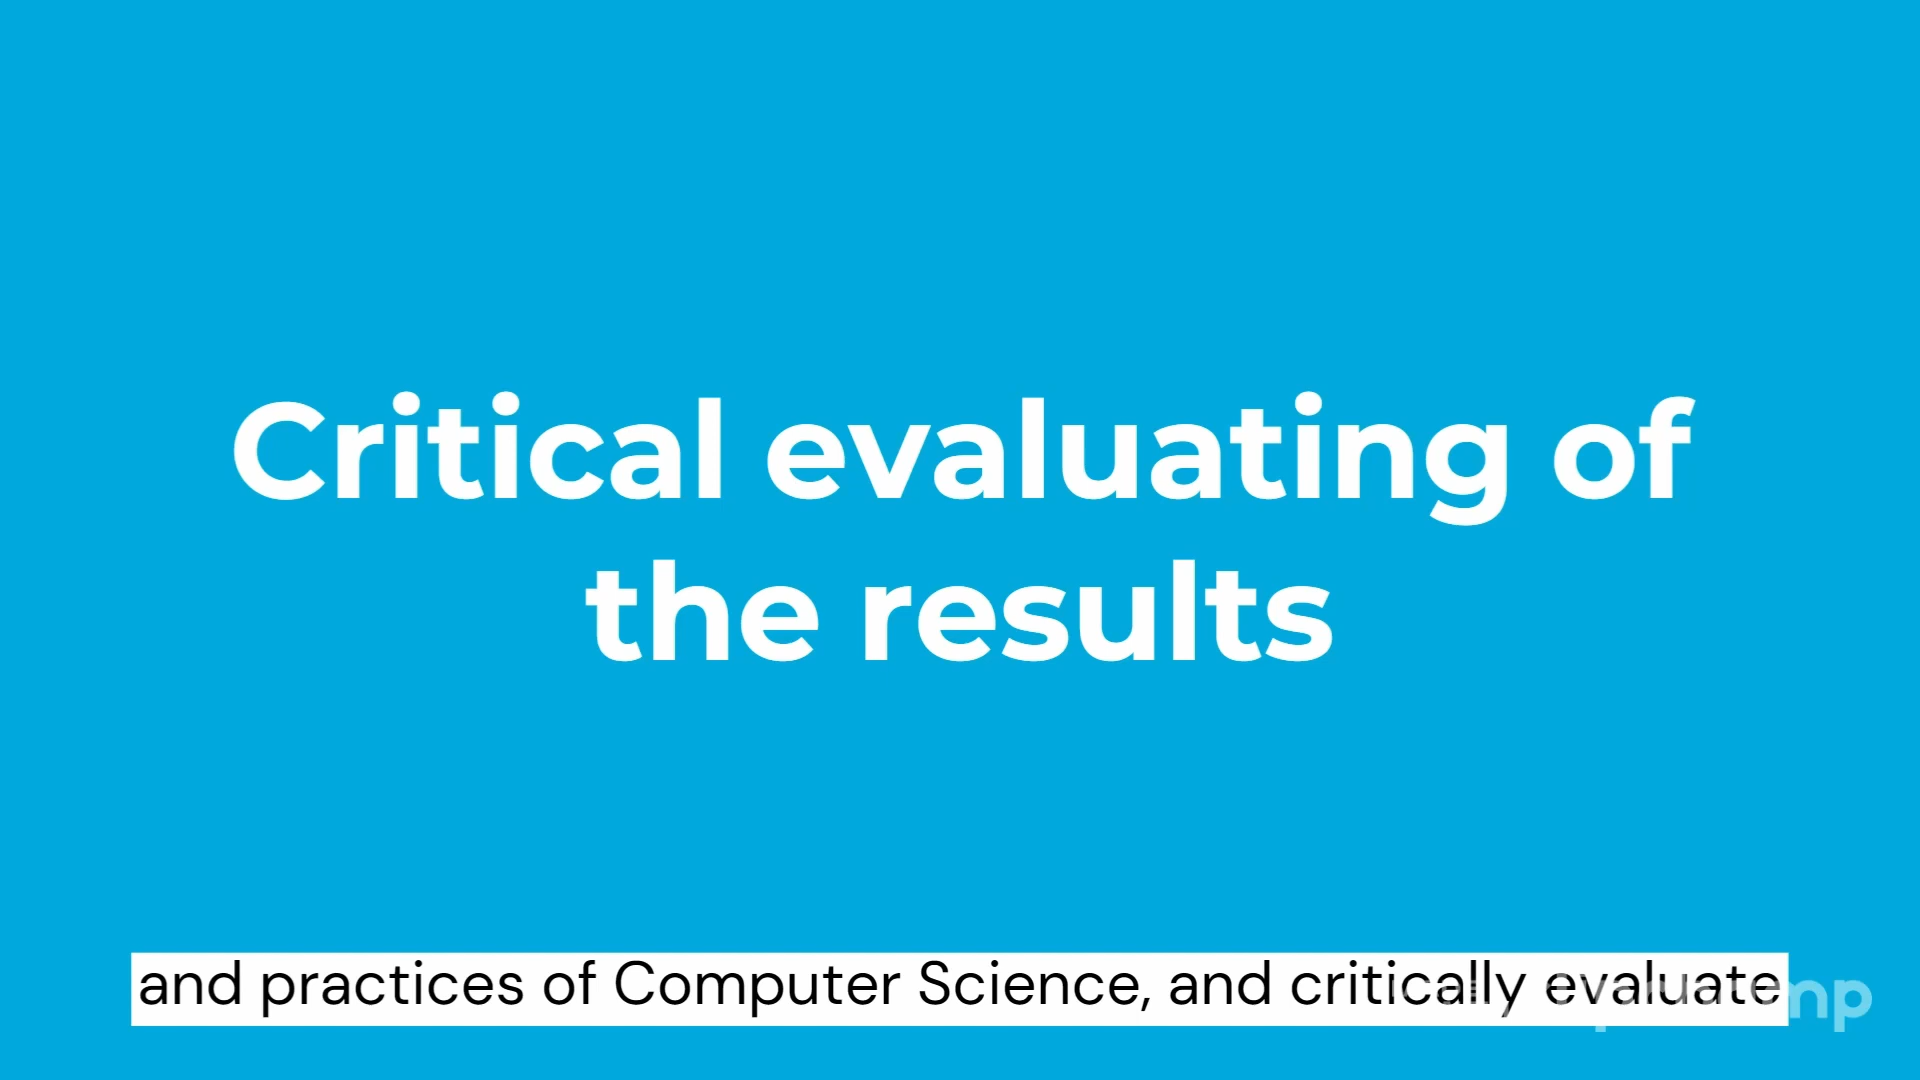 Critical evaluating of
the results
and practices of Computer Science, and critically evaluate